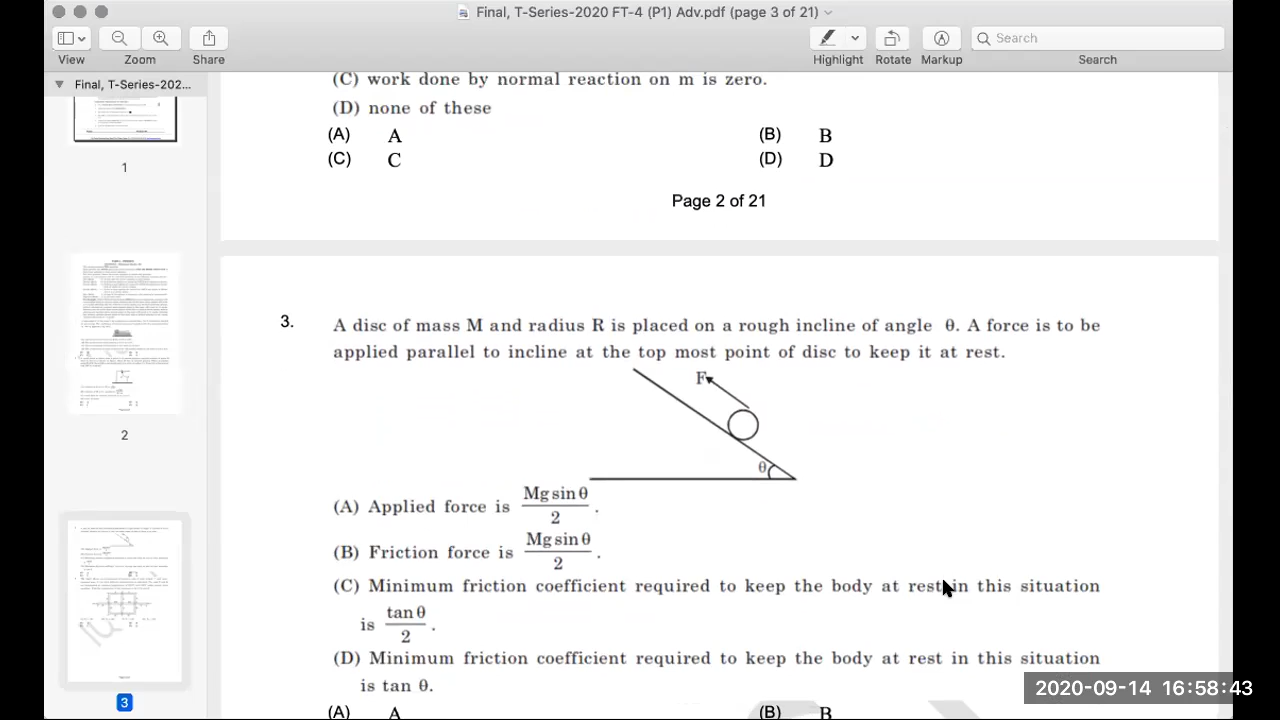 Final, T-Series-2020 FT-4 (P1) Adv.pdf (page 3 of 21)
View
Zoom
Share
Highlight
Rotate
Markup
Search
Search
Final, T-Series-202...
1
2
3
(C) work done by normal reaction on m is zero.
(D) none of these
(A) A (B) B
(C) C (D) D
Page 2 of 21
3. A disc of mass M and radius R is placed on a rough incline of angle θ. A force is to be
applied parallel to incline at the top most point of disc to keep it at rest.
F
θ
(A) Applied force is Mg sin θ / 2 .
(B) Friction force is Mg sin θ / 2 .
(C) Minimum friction coefficient required to keep the body at rest in this situation
is tan θ / 2 .
(D) Minimum friction coefficient required to keep the body at rest in this situation
is tan θ.
(A) A (B) B
2020-09-14 16:58:43